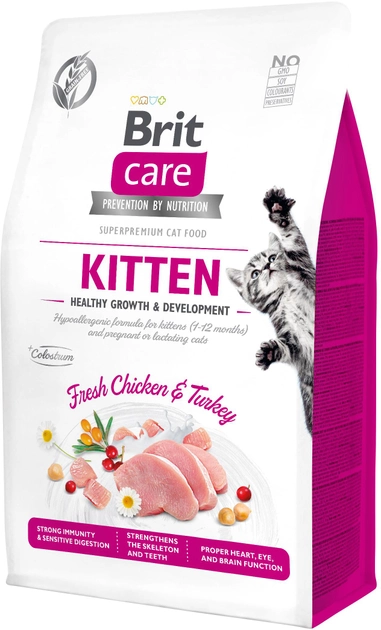 GRAIN-FREE
NO
GMO
SOY
COLOURANTS
PRESERVATIVES
Brit
care
PREVENTION BY NUTRITION
SUPERPREMIUM CAT FOOD
KITTEN
HEALTHY GROWTH & DEVELOPMENT
Hypoallergenic formula for kittens (1-12 months)
and pregnant or lactating cats
+Colostrum
Fresh Chicken & Turkey
STRONG IMMUNITY
& SENSITIVE DIGESTION
STRENGTHENS
THE SKELETON
AND TEETH
PROPER HEART, EYE,
AND BRAIN FUNCTION